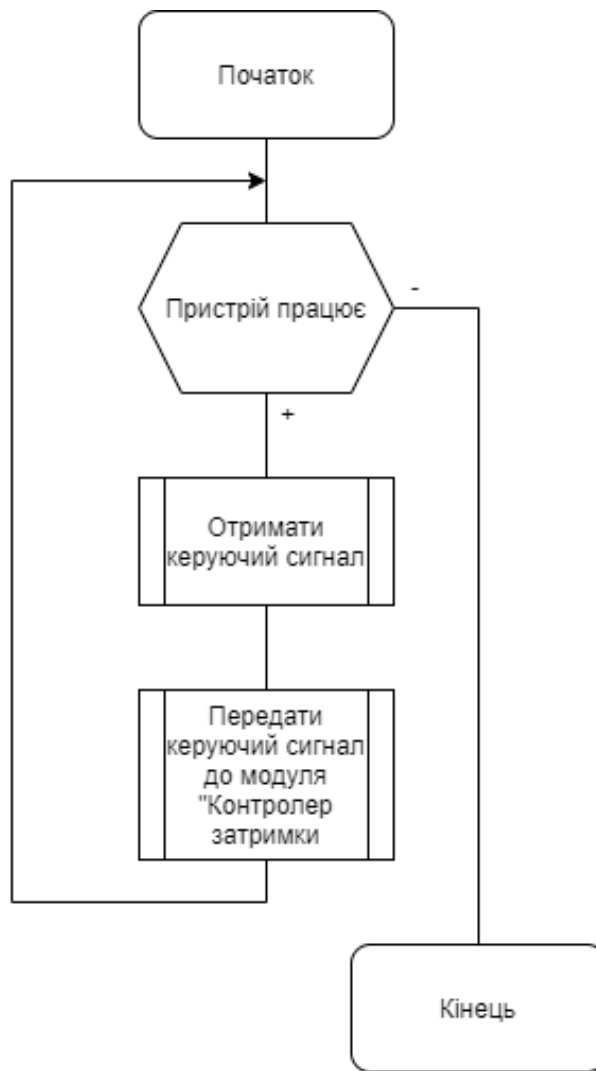 Початок
Пристрій працює
-
+
Отримати
керуючий сигнал
Передати
керуючий сигнал
до модуля
"Контролер
затримки
Кінець